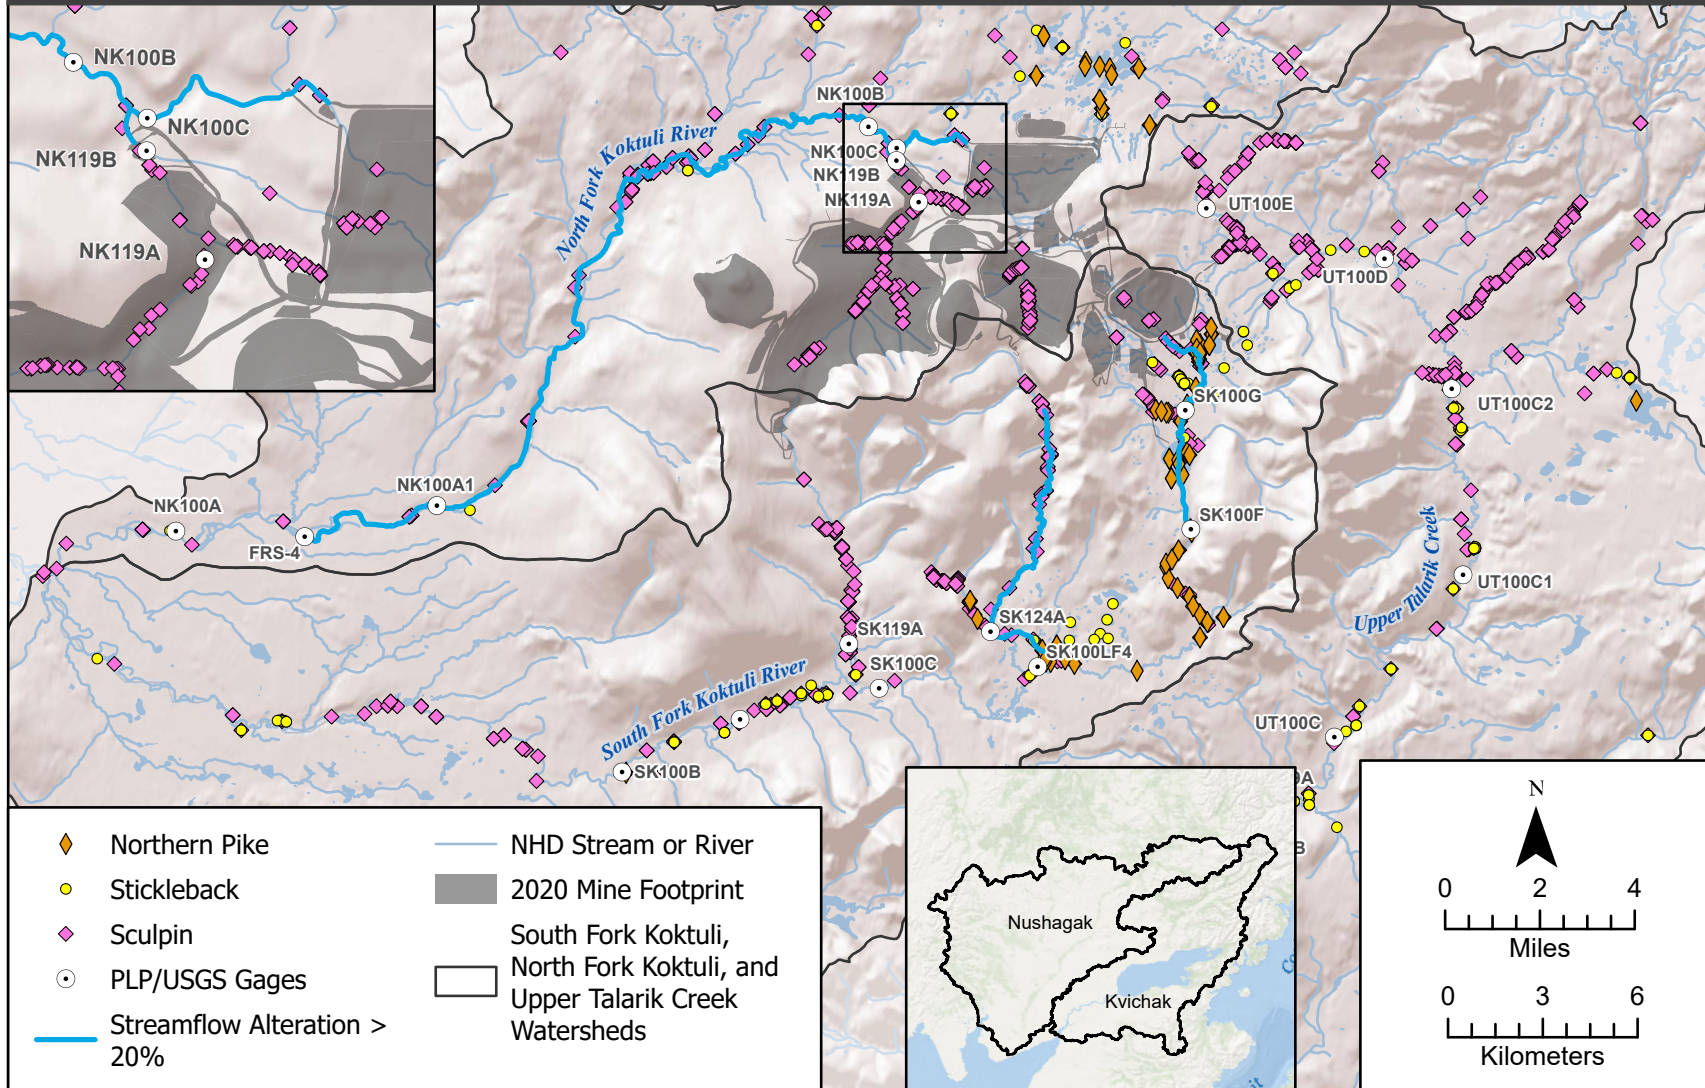 NK100B
NK100C
NK119B
NK119A
NK100B
North Fork Koktuli River
NK100C
NK119B
NK119A
UT100E
UT100D
SK100G
UT100C2
NK100A1
NK100A
FRS-4
SK100F
Upper Talarik Creek
UT100C1
SK124A
SK119A
SK100LF4
SK100C
South Fork Koktuli River
UT100C
SK100B
Northern Pike
Stickleback
Sculpin
PLP/USGS Gages
Streamflow Alteration >
20%
NHD Stream or River
2020 Mine Footprint
South Fork Koktuli,
North Fork Koktuli, and
Upper Talarik Creek
Watersheds
Nushagak
Kvichak
N
0 2 4
Miles
0 3 6
Kilometers